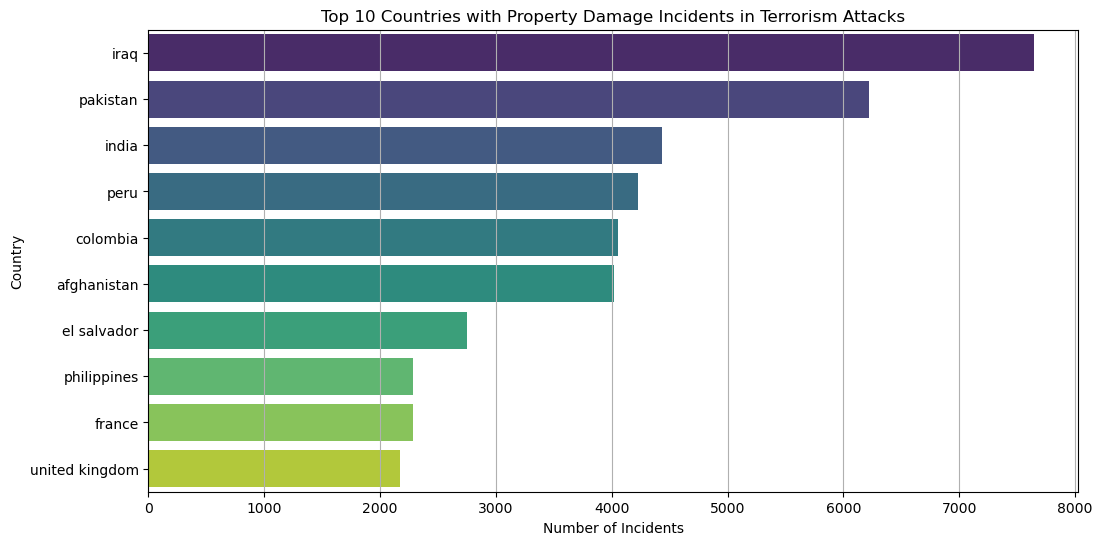 Top 10 Countries with Property Damage Incidents in Terrorism Attacks
iraq
pakistan
india
peru
colombia
afghanistan
el salvador
philippines
france
united kingdom
Country
0 1000 2000 3000 4000 5000 6000 7000 8000
Number of Incidents